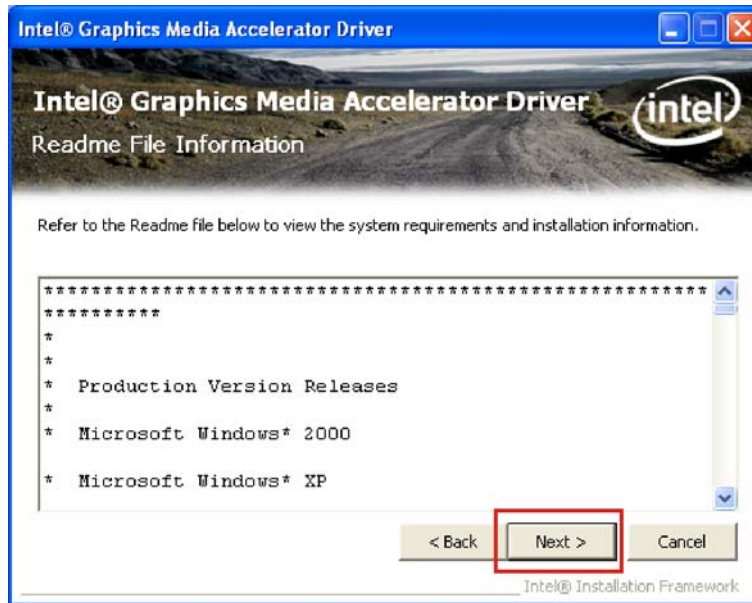 Intel® Graphics Media Accelerator Driver
Intel® Graphics Media Accelerator Driver
intel
Readme File Information
Refer to the Readme file below to view the system requirements and installation information.
********************************************************
**********
*
*
* Production Version Releases
*
* Microsoft Windows* 2000
* Microsoft Windows* XP
< Back
Next >
Cancel
Intel® Installation Framework